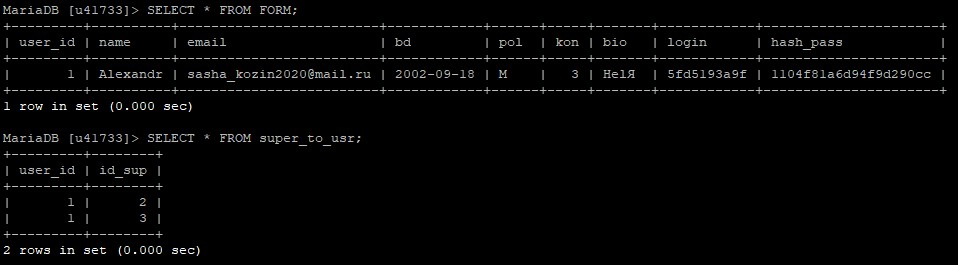 MariaDB [u41733]> SELECT * FROM FORM;
+---------+----------+-----------------------+------------+------+------+------+------------+----------------------+
| user_id | name     | email                 | bd         | pol  | kon  | bio  | login      | hash_pass            |
+---------+----------+-----------------------+------------+------+------+------+------------+----------------------+
|       1 | Alexandr | sasha_kozin2020@mail.ru | 2002-09-18 | M    |    3 | HelЯ | 5fd5193a9f | 1104f81a6d94f9d290cc |
+---------+----------+-----------------------+------------+------+------+------+------------+----------------------+
1 row in set (0.000 sec)
MariaDB [u41733]> SELECT * FROM super_to_usr;
+---------+--------+
| user_id | id_sup |
+---------+--------+
|       1 |      2 |
|       1 |      3 |
+---------+--------+
2 rows in set (0.000 sec)